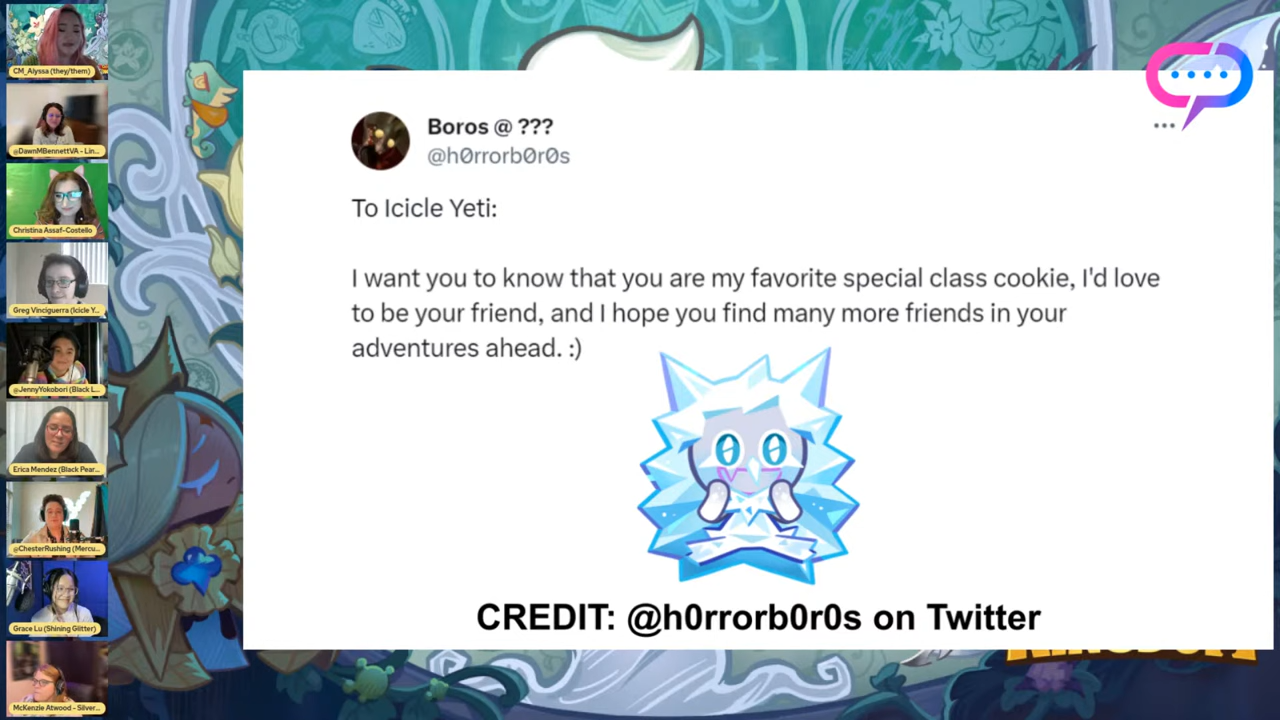 CM_Alyssa (they/them)
@DawnMBennettVA - Lin...
Christina Assaf-Costello
Greg Vinciguerra (Icicle Y...
@JennyYokobori (Black L...
Erica Mendez (Black Pear...
@ChesterRushing (Mercu...
Grace Lu (Shining Glitter)
McKenzie Atwood - Silver...
Boros @ ???
@h0rrorb0r0s
To Icicle Yeti:
I want you to know that you are my favorite special class cookie, I'd love
to be your friend, and I hope you find many more friends in your
adventures ahead. :)
CREDIT: @h0rrorb0r0s on Twitter
KINGDOM